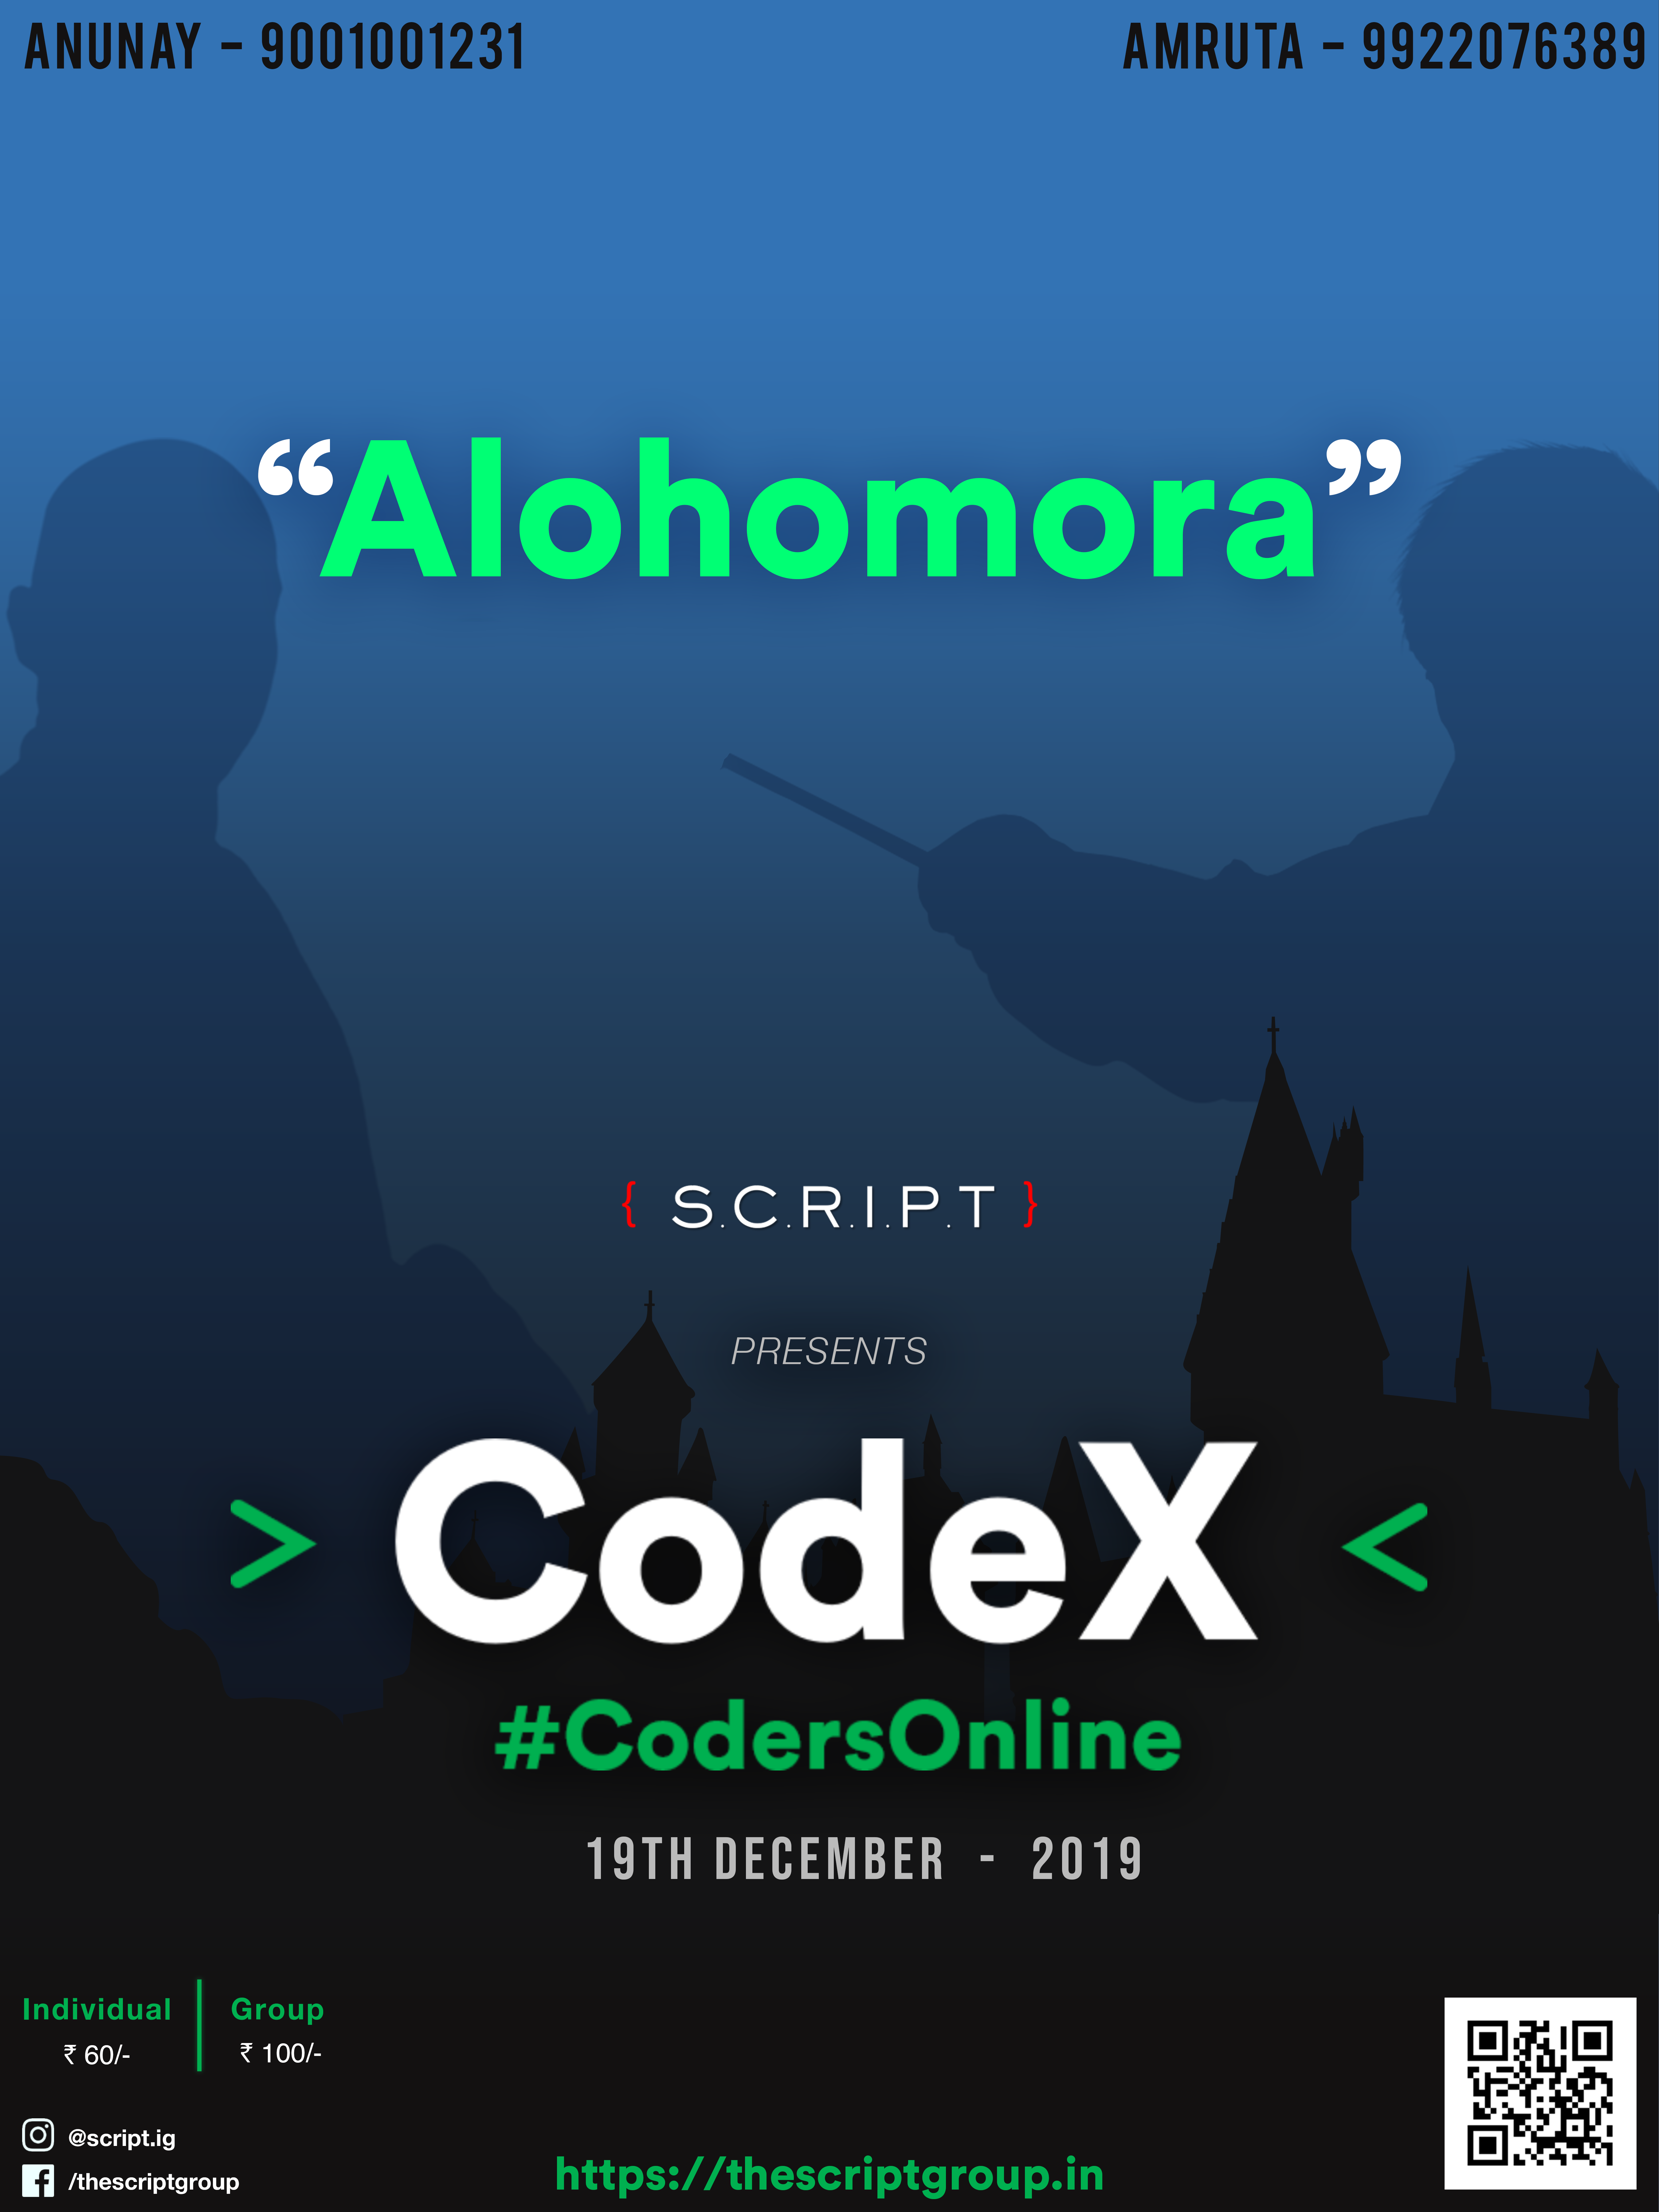 ANUNAY - 9001001231
AMRUTA - 9922076389
“Alohomora”
{ S.C.R.I.P.T }
PRESENTS
> CodeX <
#CodersOnline
19TH DECEMBER - 2019
Individual
Group
₹ 60/-
₹ 100/-
@script.ig
/thescriptgroup
https://thescriptgroup.in